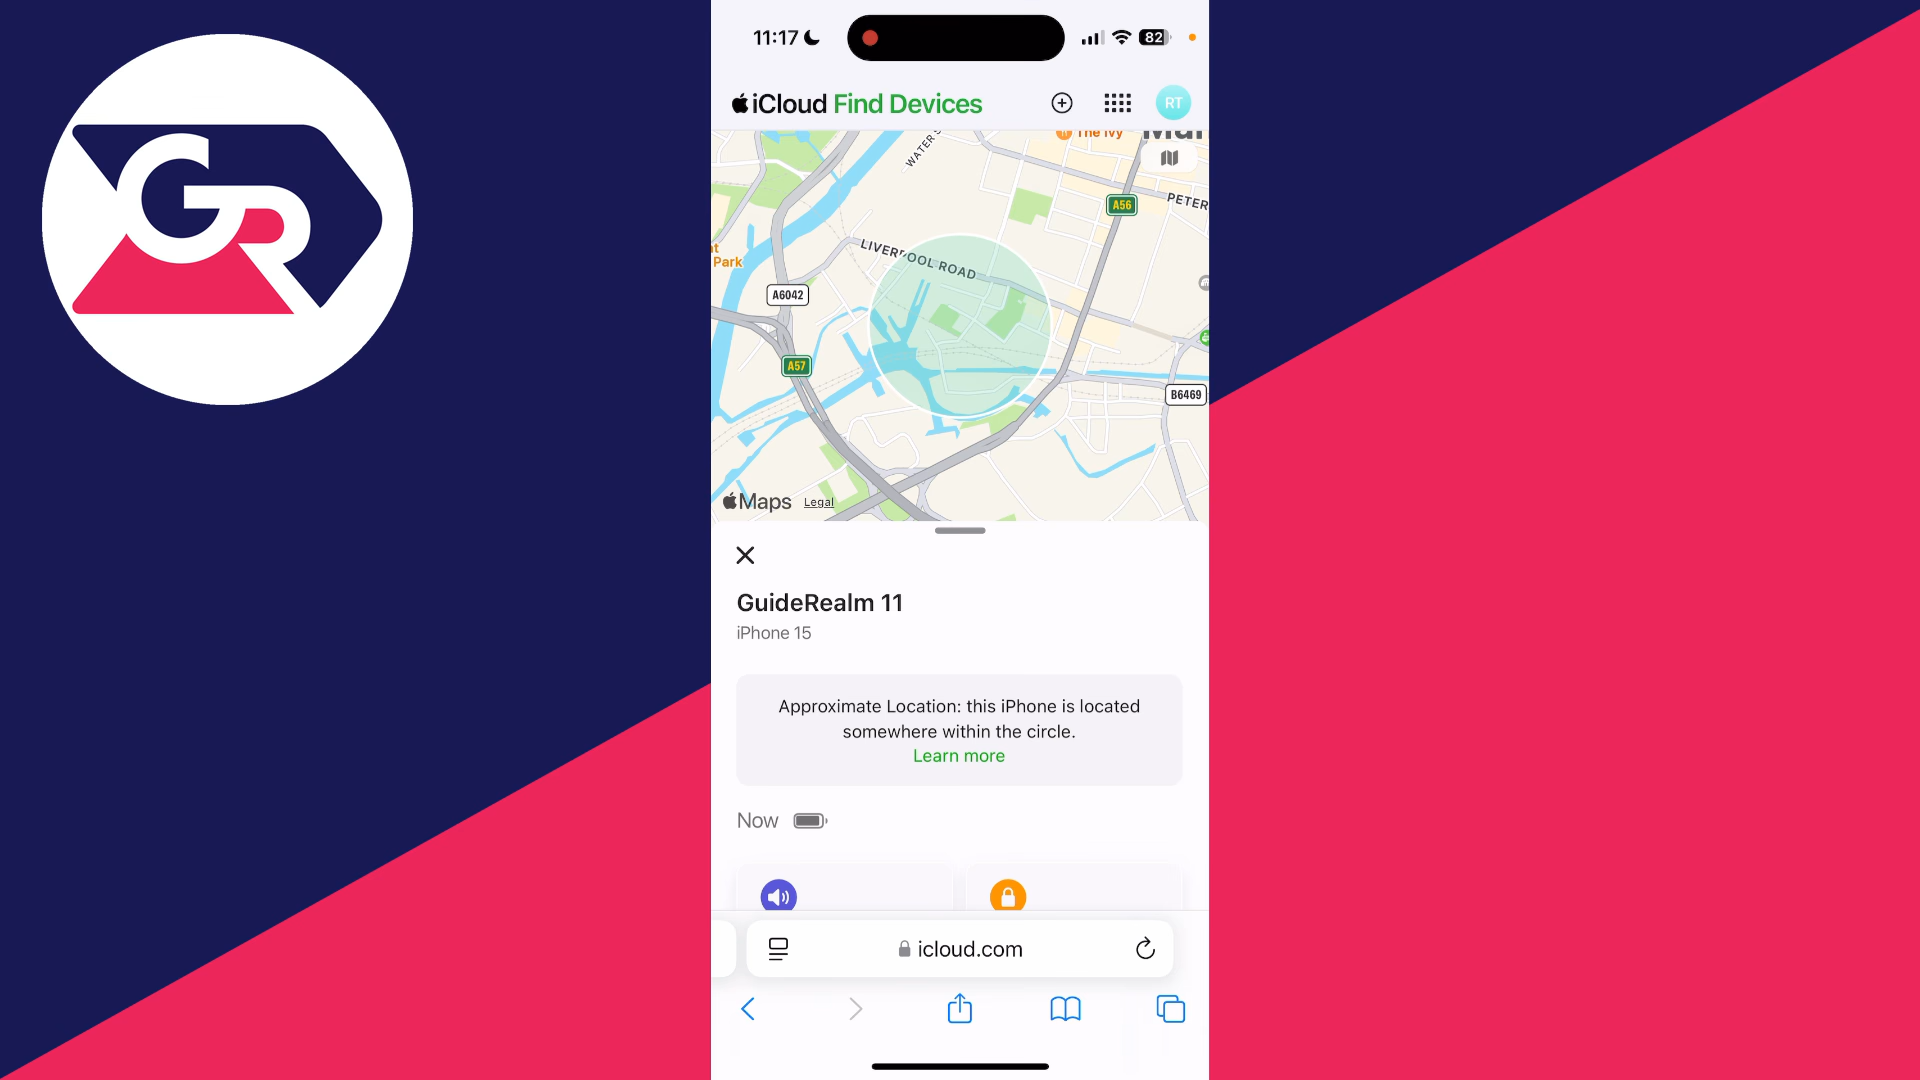 GR
11:17
82
iCloud Find Devices
RT
The Ivy
WATER S
A56
PETER
LIVERPOOL ROAD
Park
A6042
A57
B6469
Maps Legal
GuideRealm 11
iPhone 15
Approximate Location: this iPhone is located
somewhere within the circle.
Learn more
Now
icloud.com